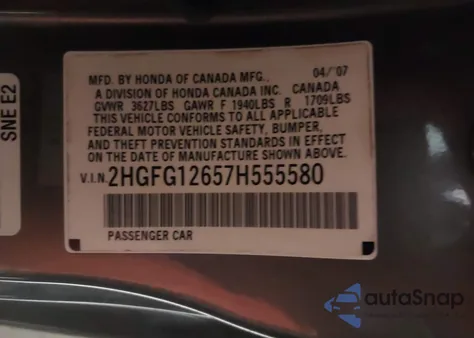 SNE E2
MFD. BY HONDA OF CANADA MFG., 04/'07
A DIVISION OF HONDA CANADA INC. CANADA
GVWR 3627LBS GAWR F 1940LBS R 1709LBS
THIS VEHICLE CONFORMS TO ALL APPLICABLE
FEDERAL MOTOR VEHICLE SAFETY, BUMPER,
AND THEFT PREVENTION STANDARDS IN EFFECT
ON THE DATE OF MANUFACTURE SHOWN ABOVE.
V.I.N. 2HGFG12657H555580
PASSENGER CAR
autoSnap